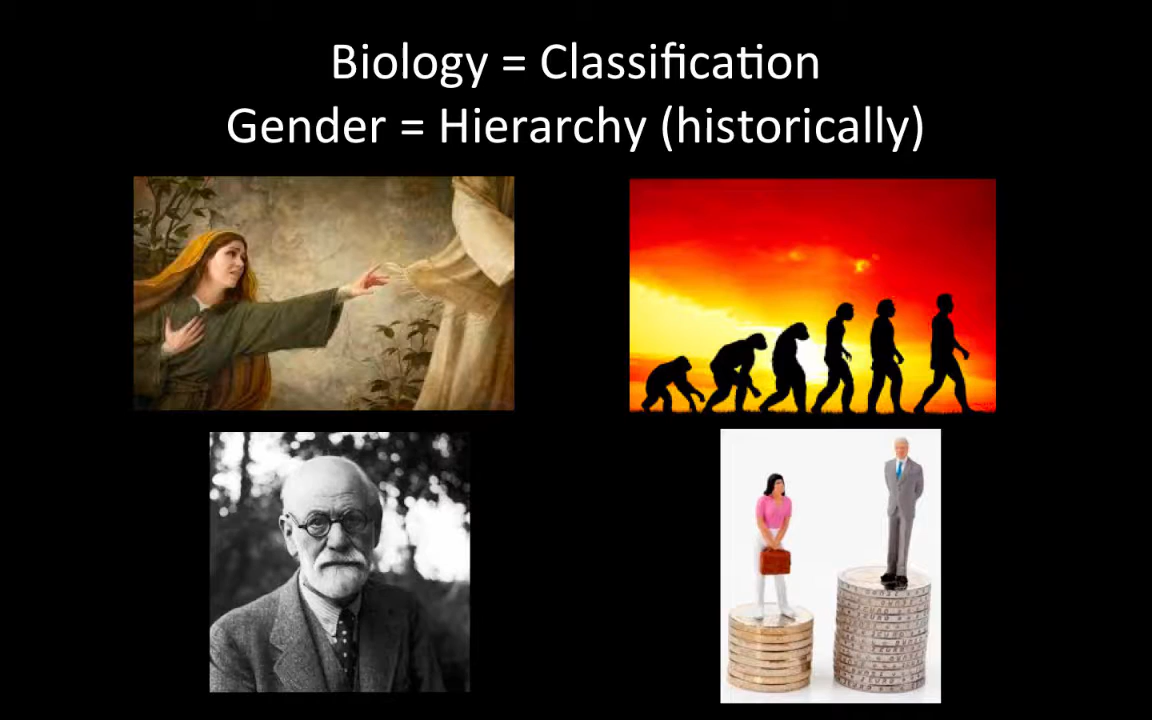 Biology = Classification
Gender = Hierarchy (historically)